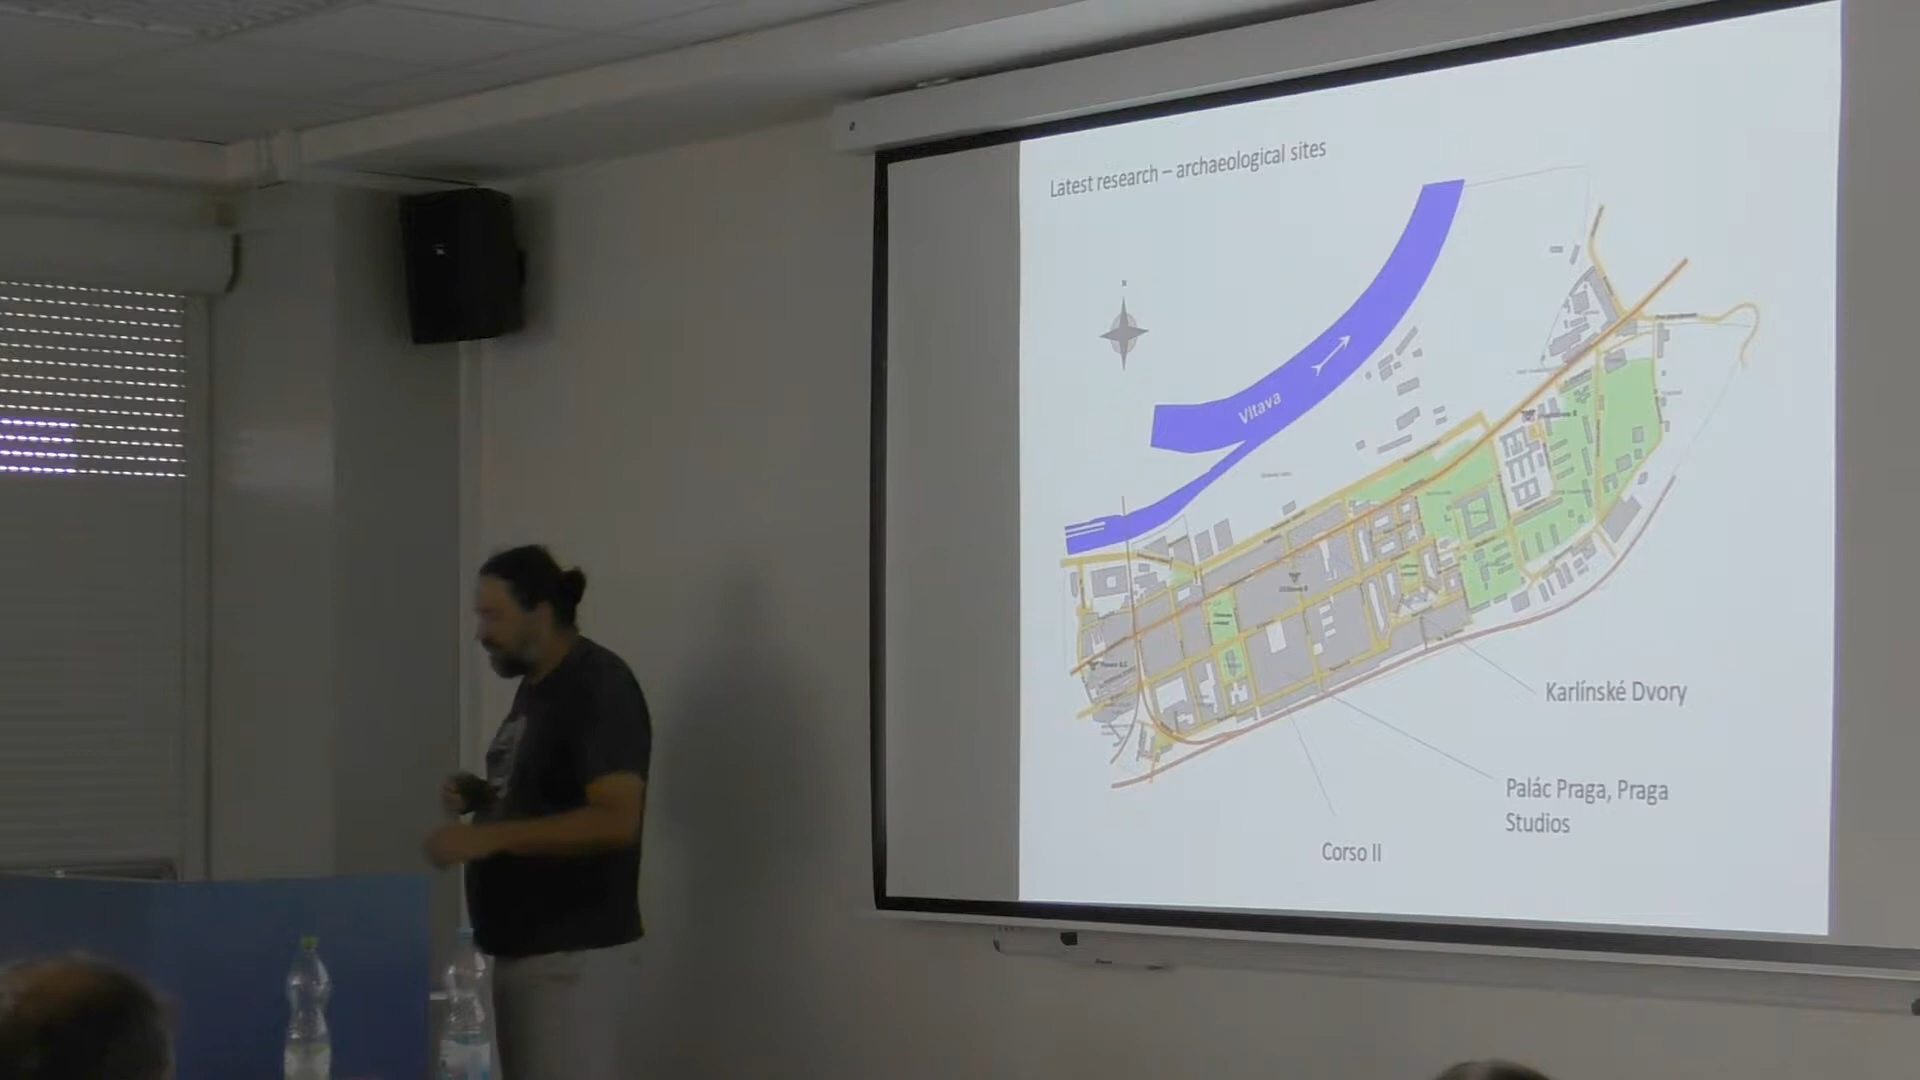 Latest research – archaeological sites
Vltava
Karlínské Dvory
Palác Praga, Praga
Studios
Corso II